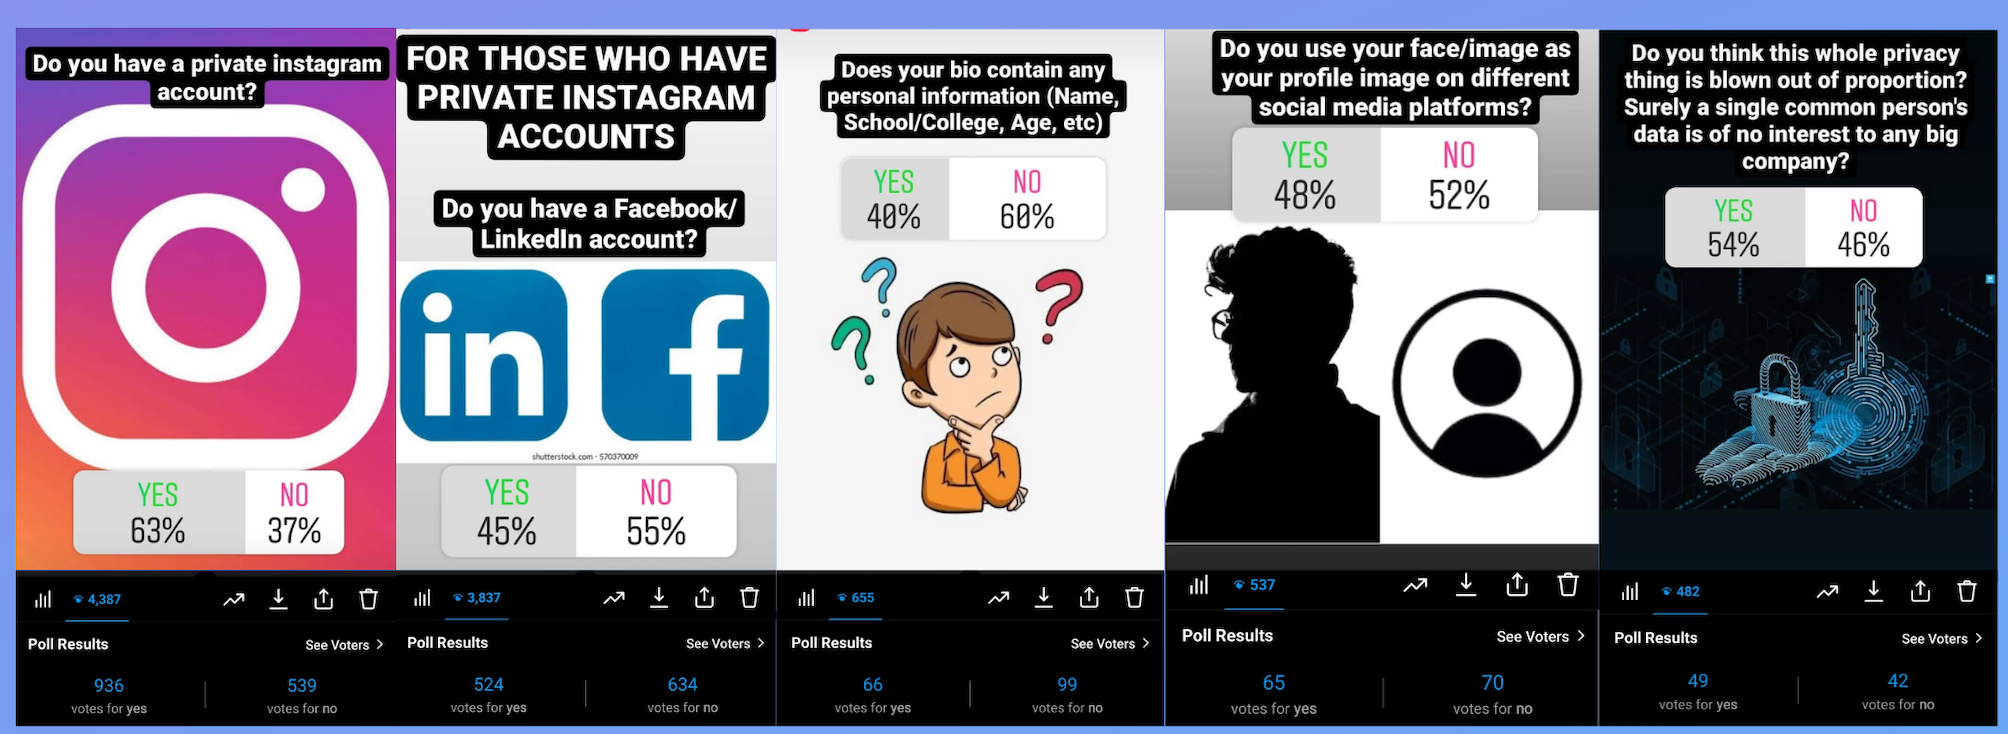 Do you have a private instagram
account?
YES
63%
NO
37%
4,387
Poll Results
See Voters >
936
votes for yes
539
votes for no
FOR THOSE WHO HAVE
PRIVATE INSTAGRAM
ACCOUNTS
Do you have a Facebook/
LinkedIn account?
in f
shutterstock.com · 570370009
YES
45%
NO
55%
3,837
Poll Results
See Voters >
524
votes for yes
634
votes for no
Does your bio contain any
personal information (Name,
School/College, Age, etc)
YES
40%
NO
60%
? ? ?
655
Poll Results
See Voters >
66
votes for yes
99
votes for no
Do you use your face/image as
your profile image on different
social media platforms?
YES
48%
NO
52%
537
Poll Results
See Voters >
65
votes for yes
70
votes for no
Do you think this whole privacy
thing is blown out of proportion?
Surely a single common person's
data is of no interest to any big
company?
YES
54%
NO
46%
482
Poll Results
See Voters >
49
votes for yes
42
votes for no